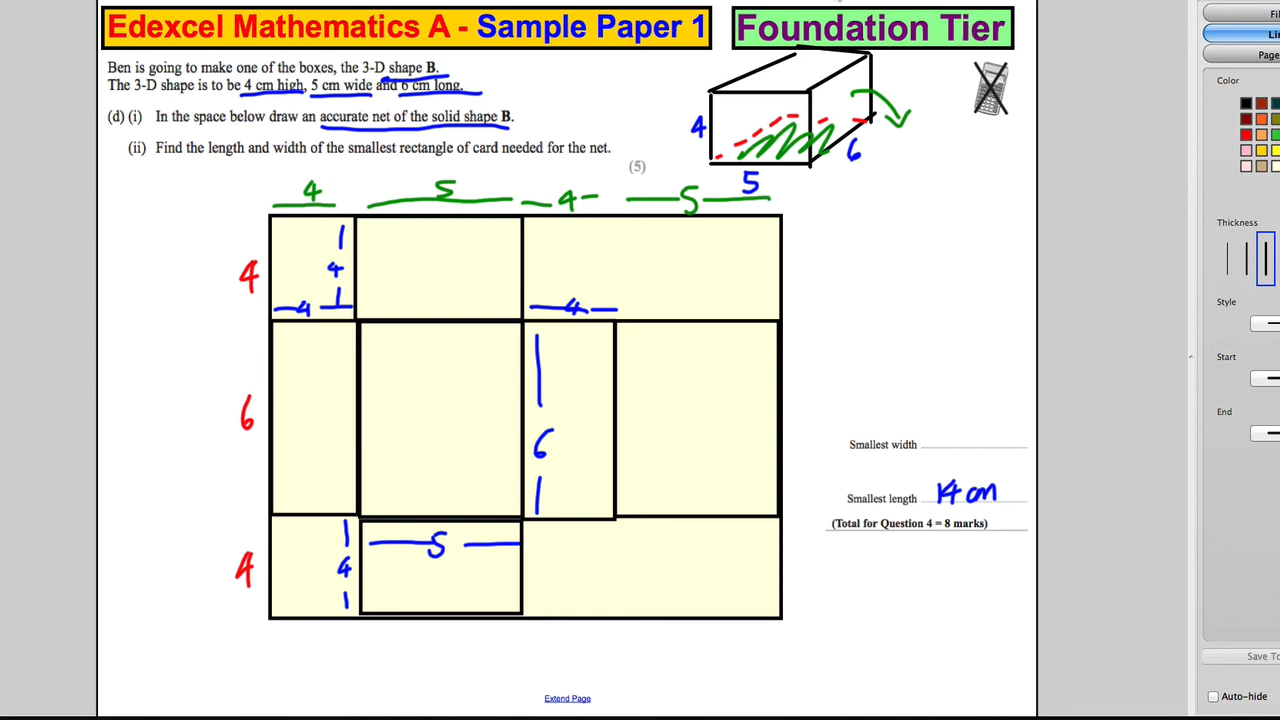 Edexcel Mathematics A - Sample Paper 1
Foundation Tier
Ben is going to make one of the boxes, the 3-D shape B.
The 3-D shape is to be 4 cm high, 5 cm wide and 6 cm long.
(d) (i) In the space below draw an accurate net of the solid shape B.
(ii) Find the length and width of the smallest rectangle of card needed for the net.
(5)
4
6
5
4
5
4
5
4
4
4
4
6
6
4
4
5
Smallest width
Smallest length 14 cm
(Total for Question 4 = 8 marks)
Extend Page
Fil
Lin
Page
Color
Thickness
Style
Start
End
Save To
Auto-hide